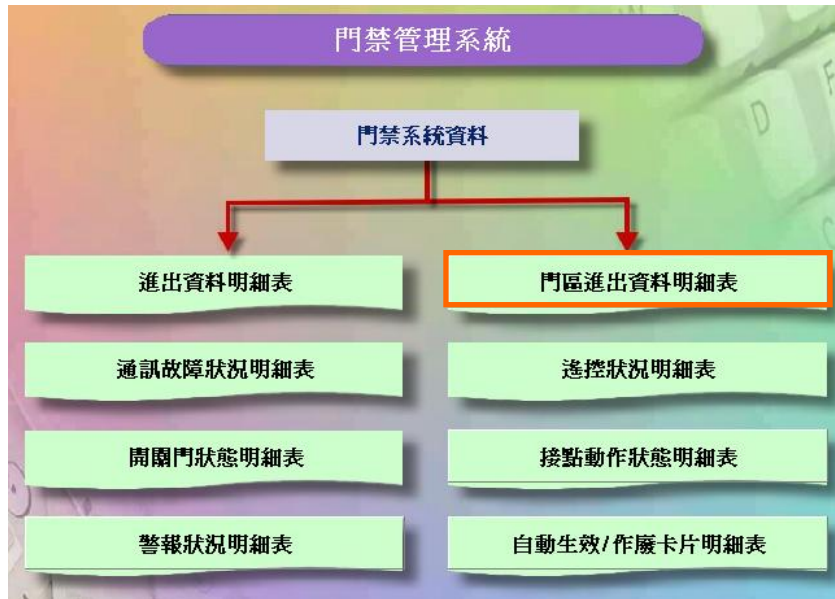 門禁管理系統
門禁系統資料
進出資料明細表
門區進出資料明細表
通訊故障狀況明細表
遙控狀況明細表
開關門狀態明細表
接點動作狀態明細表
警報狀況明細表
自動生效/作廢卡片明細表